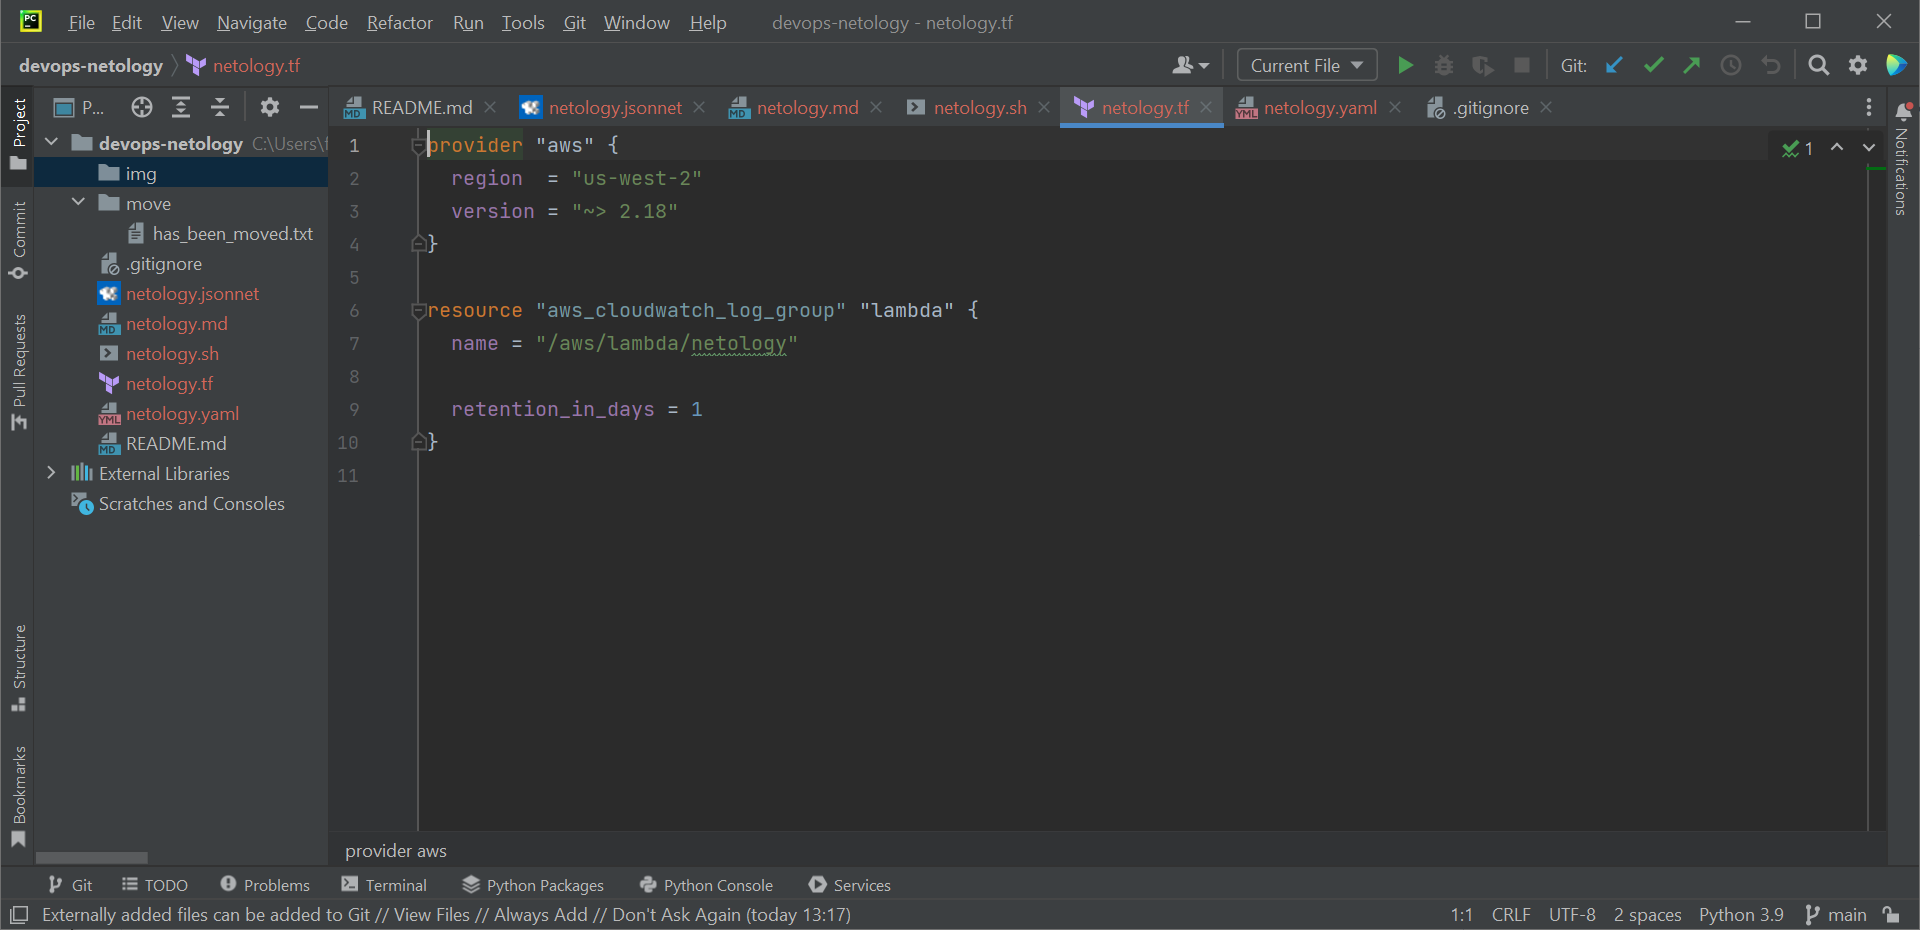 PC File Edit View Navigate Code Refactor Run Tools Git Window Help devops-netology - netology.tf
devops-netology netology.tf Current File Git:
P...
README.md netology.jsonnet netology.md netology.sh netology.tf netology.yaml .gitignore
Project
Commit
Pull Requests
Structure
Bookmarks
devops-netology C:\Users\
img
move
has_been_moved.txt
.gitignore
netology.jsonnet
netology.md
netology.sh
netology.tf
netology.yaml
README.md
External Libraries
Scratches and Consoles
1 provider "aws" {
2 region  = "us-west-2"
3 version = "~> 2.18"
4 }
5
6 resource "aws_cloudwatch_log_group" "lambda" {
7 name = "/aws/lambda/netology"
8
9 retention_in_days = 1
10 }
11
1
Notifications
provider aws
Git TODO Problems Terminal Python Packages Python Console Services
Externally added files can be added to Git // View Files // Always Add // Don't Ask Again (today 13:17) 1:1 CRLF UTF-8 2 spaces Python 3.9 main